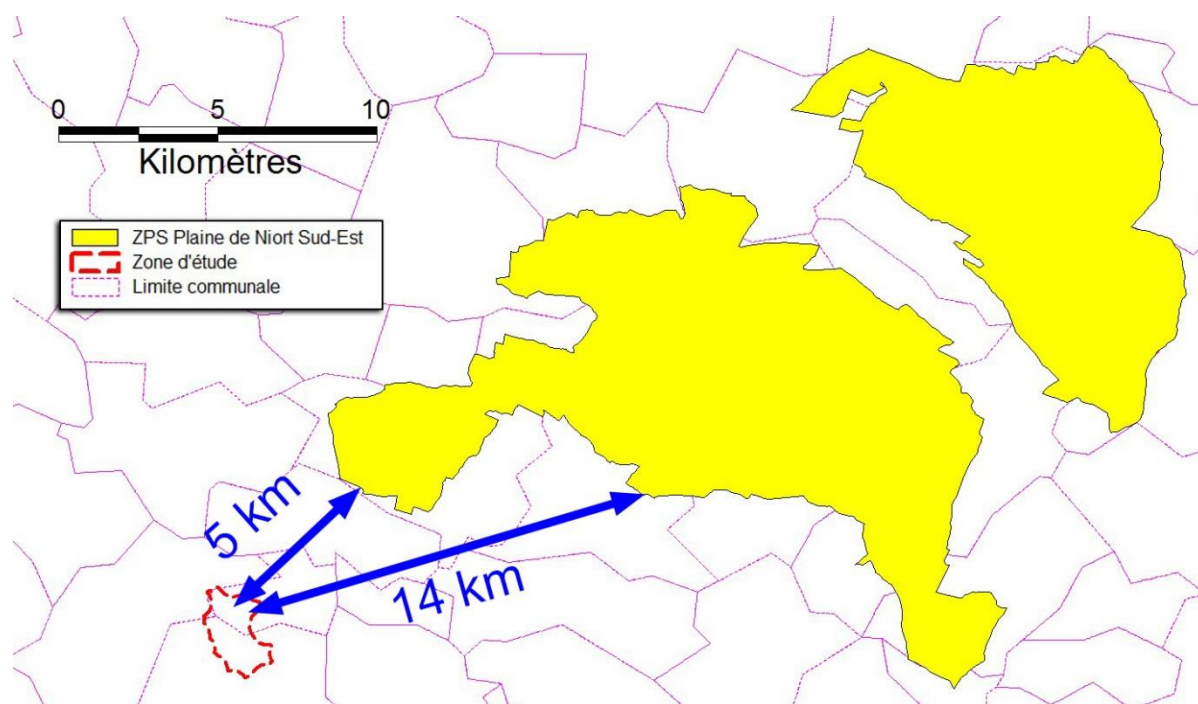 0 5 10
Kilomètres
ZPS Plaine de Niort Sud-Est
Zone d'étude
Limite communale
5 km
14 km